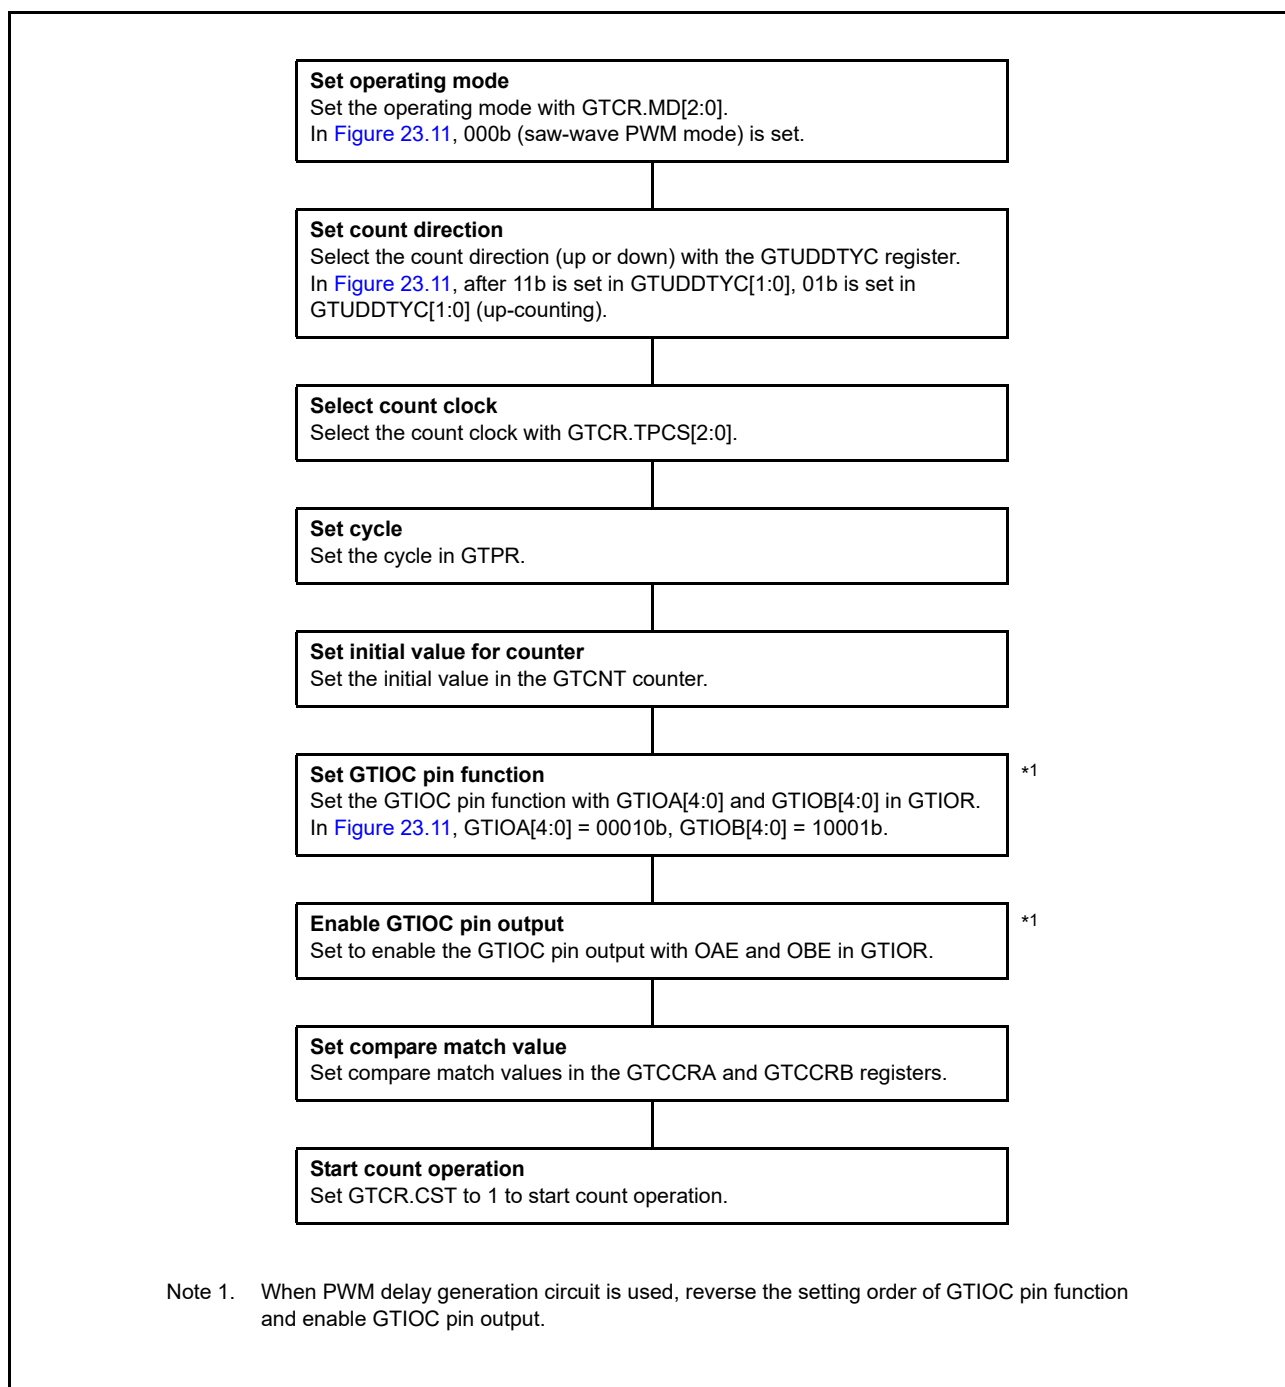 Set operating mode
Set the operating mode with GTCR.MD[2:0].
In Figure 23.11, 000b (saw-wave PWM mode) is set.
Set count direction
Select the count direction (up or down) with the GTUDDTYC register.
In Figure 23.11, after 11b is set in GTUDDTYC[1:0], 01b is set in
GTUDDTYC[1:0] (up-counting).
Select count clock
Select the count clock with GTCR.TPCS[2:0].
Set cycle
Set the cycle in GTPR.
Set initial value for counter
Set the initial value in the GTCNT counter.
Set GTIOC pin function *1
Set the GTIOC pin function with GTIOA[4:0] and GTIOB[4:0] in GTIOR.
In Figure 23.11, GTIOA[4:0] = 00010b, GTIOB[4:0] = 10001b.
Enable GTIOC pin output *1
Set to enable the GTIOC pin output with OAE and OBE in GTIOR.
Set compare match value
Set compare match values in the GTCCRA and GTCCRB registers.
Start count operation
Set GTCR.CST to 1 to start count operation.
Note 1. When PWM delay generation circuit is used, reverse the setting order of GTIOC pin function
and enable GTIOC pin output.